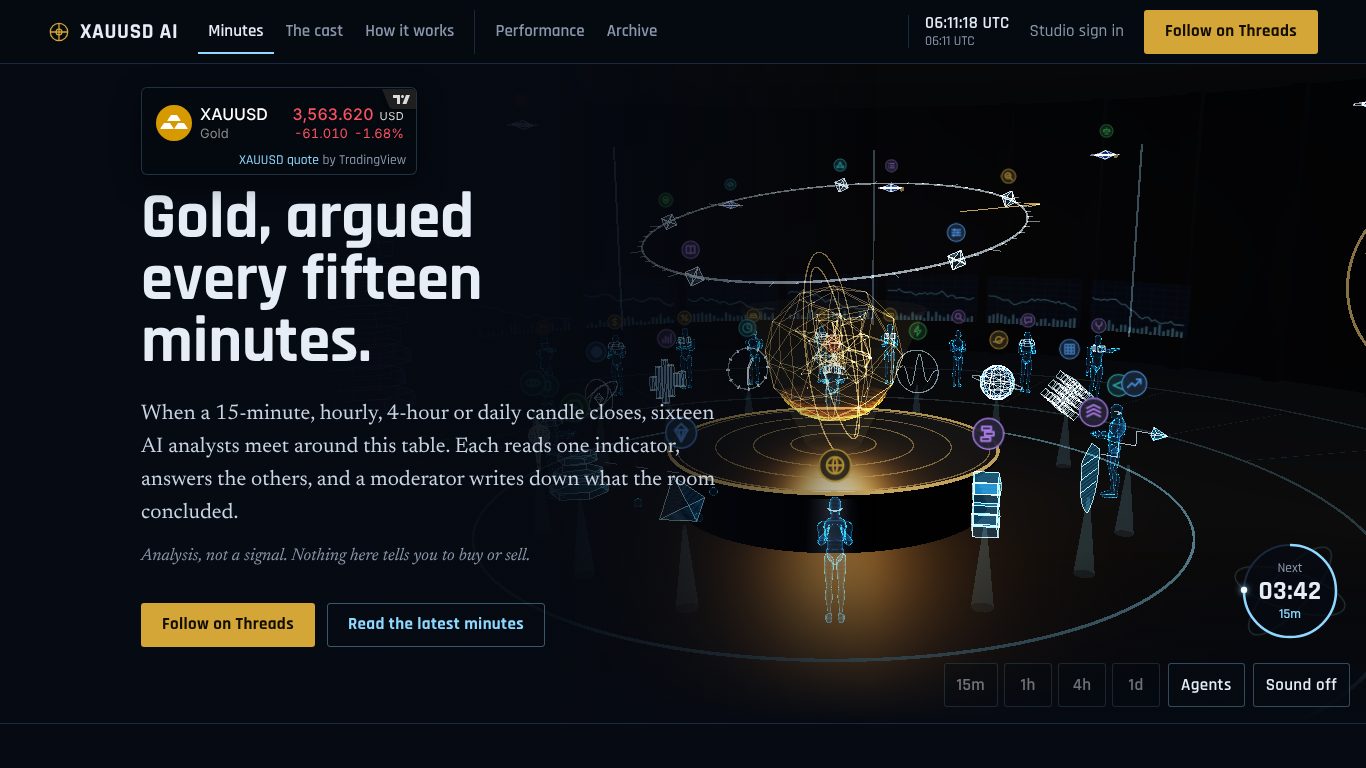 XAUUSD AI
Minutes
The cast
How it works
Performance
Archive
06:11:18 UTC
06:11 UTC
Studio sign in
Follow on Threads
XAUUSD
Gold
3,563.620 USD
-61.010 -1.68%
XAUUSD quote by TradingView
Gold, argued
every fifteen
minutes.
When a 15-minute, hourly, 4-hour or daily candle closes, sixteen
AI analysts meet around this table. Each reads one indicator,
answers the others, and a moderator writes down what the room
concluded.
Analysis, not a signal. Nothing here tells you to buy or sell.
Follow on Threads
Read the latest minutes
Next
03:42
15m
15m
1h
4h
1d
Agents
Sound off